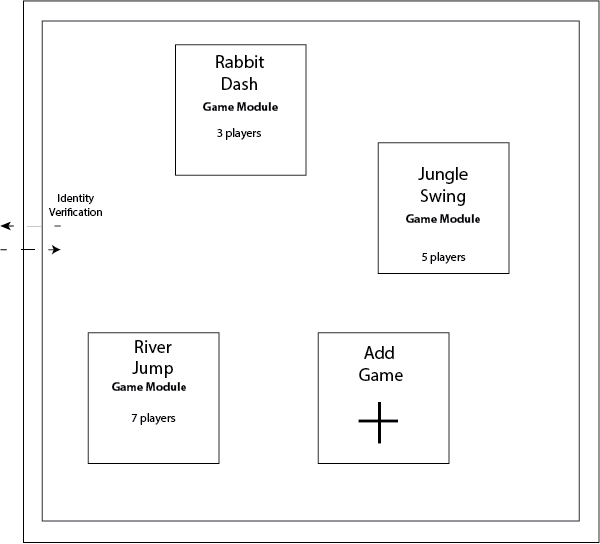 Rabbit
Dash
Game Module
3 players
Jungle
Swing
Game Module
5 players
Identity
Verification
River
Jump
Game Module
7 players
Add
Game